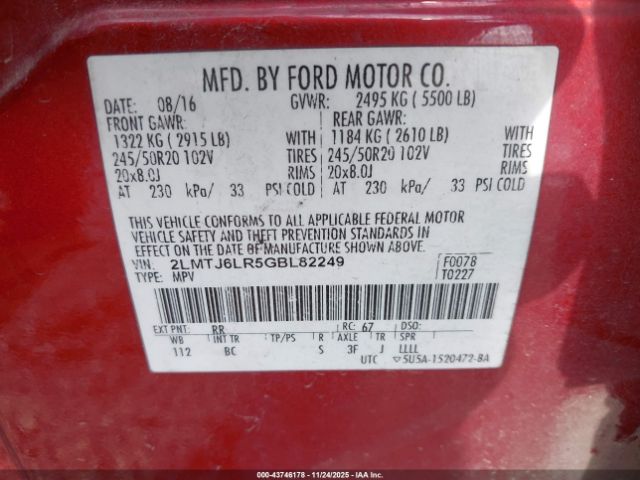 MFD. BY FORD MOTOR CO.
DATE: 08/16 GVWR: 2495 KG ( 5500 LB)
FRONT GAWR: REAR GAWR:
1322 KG ( 2915 LB) WITH 1184 KG ( 2610 LB) WITH
245/50R20 102V TIRES 245/50R20 102V TIRES
20x8.0J RIMS 20x8.0J RIMS
AT 230 kPa/ 33 PSI COLD AT 230 kPa/ 33 PSI COLD
THIS VEHICLE CONFORMS TO ALL APPLICABLE FEDERAL MOTOR
VEHICLE SAFETY AND THEFT PREVENTION STANDARDS IN
EFFECT ON THE DATE OF MANUFACTURE SHOWN ABOVE.
VIN: 2LMTJ6LR5GBL82249 F0078
TYPE: MPV T0227
EXT PNT: RR RC: 67 DSO:
WB INT TR TP/PS R AXLE TR SPR
112 BC S 3F J LLLL
UTC ▽5U5A-1520472-BA
000-43746178 - 11/24/2025 - IAAI.CA